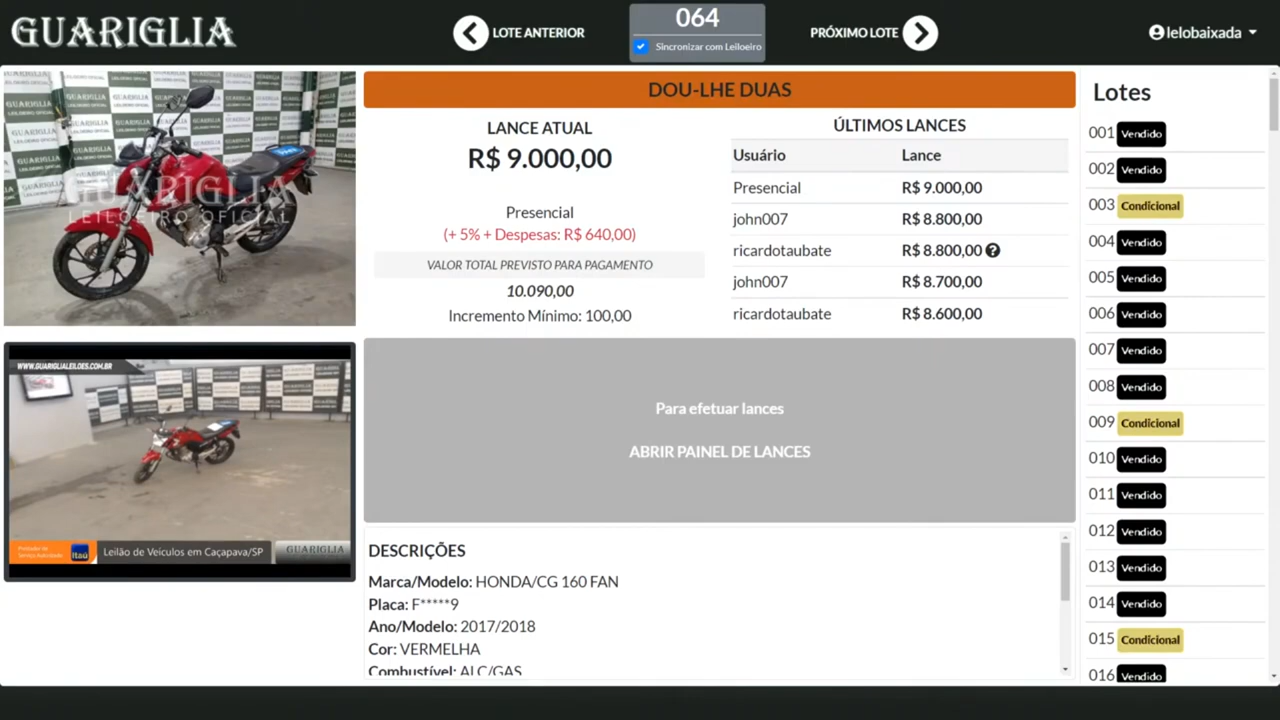 GUARIGLIA
LOTE ANTERIOR
064
Sincronizar com Leiloeiro
PRÓXIMO LOTE
lelobaixada
GUARIGLIA
LEILOEIRO OFICIAL
DOU-LHE DUAS
LANCE ATUAL
R$ 9.000,00
Presencial
(+ 5% + Despesas: R$ 640,00)
VALOR TOTAL PREVISTO PARA PAGAMENTO
10.090,00
Incremento Mínimo: 100,00
ÚLTIMOS LANCES
Usuário Lance
Presencial R$ 9.000,00
john007 R$ 8.800,00
ricardotaubate R$ 8.800,00
john007 R$ 8.700,00
ricardotaubate R$ 8.600,00
Para efetuar lances
ABRIR PAINEL DE LANCES
WWW.GUARIGLIALEILOES.COM.BR
Itaú
Leilão de Veículos em Caçapava/SP
GUARIGLIA
DESCRIÇÕES
Marca/Modelo: HONDA/CG 160 FAN
Placa: F*****9
Ano/Modelo: 2017/2018
Cor: VERMELHA
Combustível: ALC/GAS
Lotes
001 Vendido
002 Vendido
003 Condicional
004 Vendido
005 Vendido
006 Vendido
007 Vendido
008 Vendido
009 Condicional
010 Vendido
011 Vendido
012 Vendido
013 Vendido
014 Vendido
015 Condicional
016 Vendido